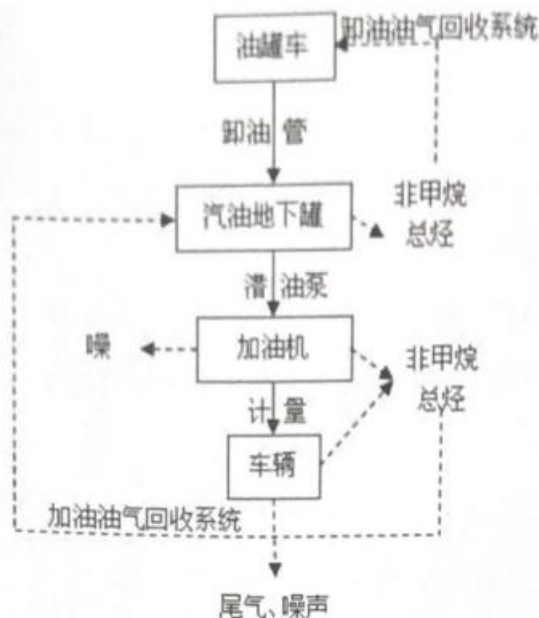 油罐车
卸油油气回收系统
卸油 管
非甲烷
总烃
汽油地下罐
潜 油泵
噪
加油机
非甲烷
总烃
计 量
车辆
加油油气回收系统
尾气、噪声